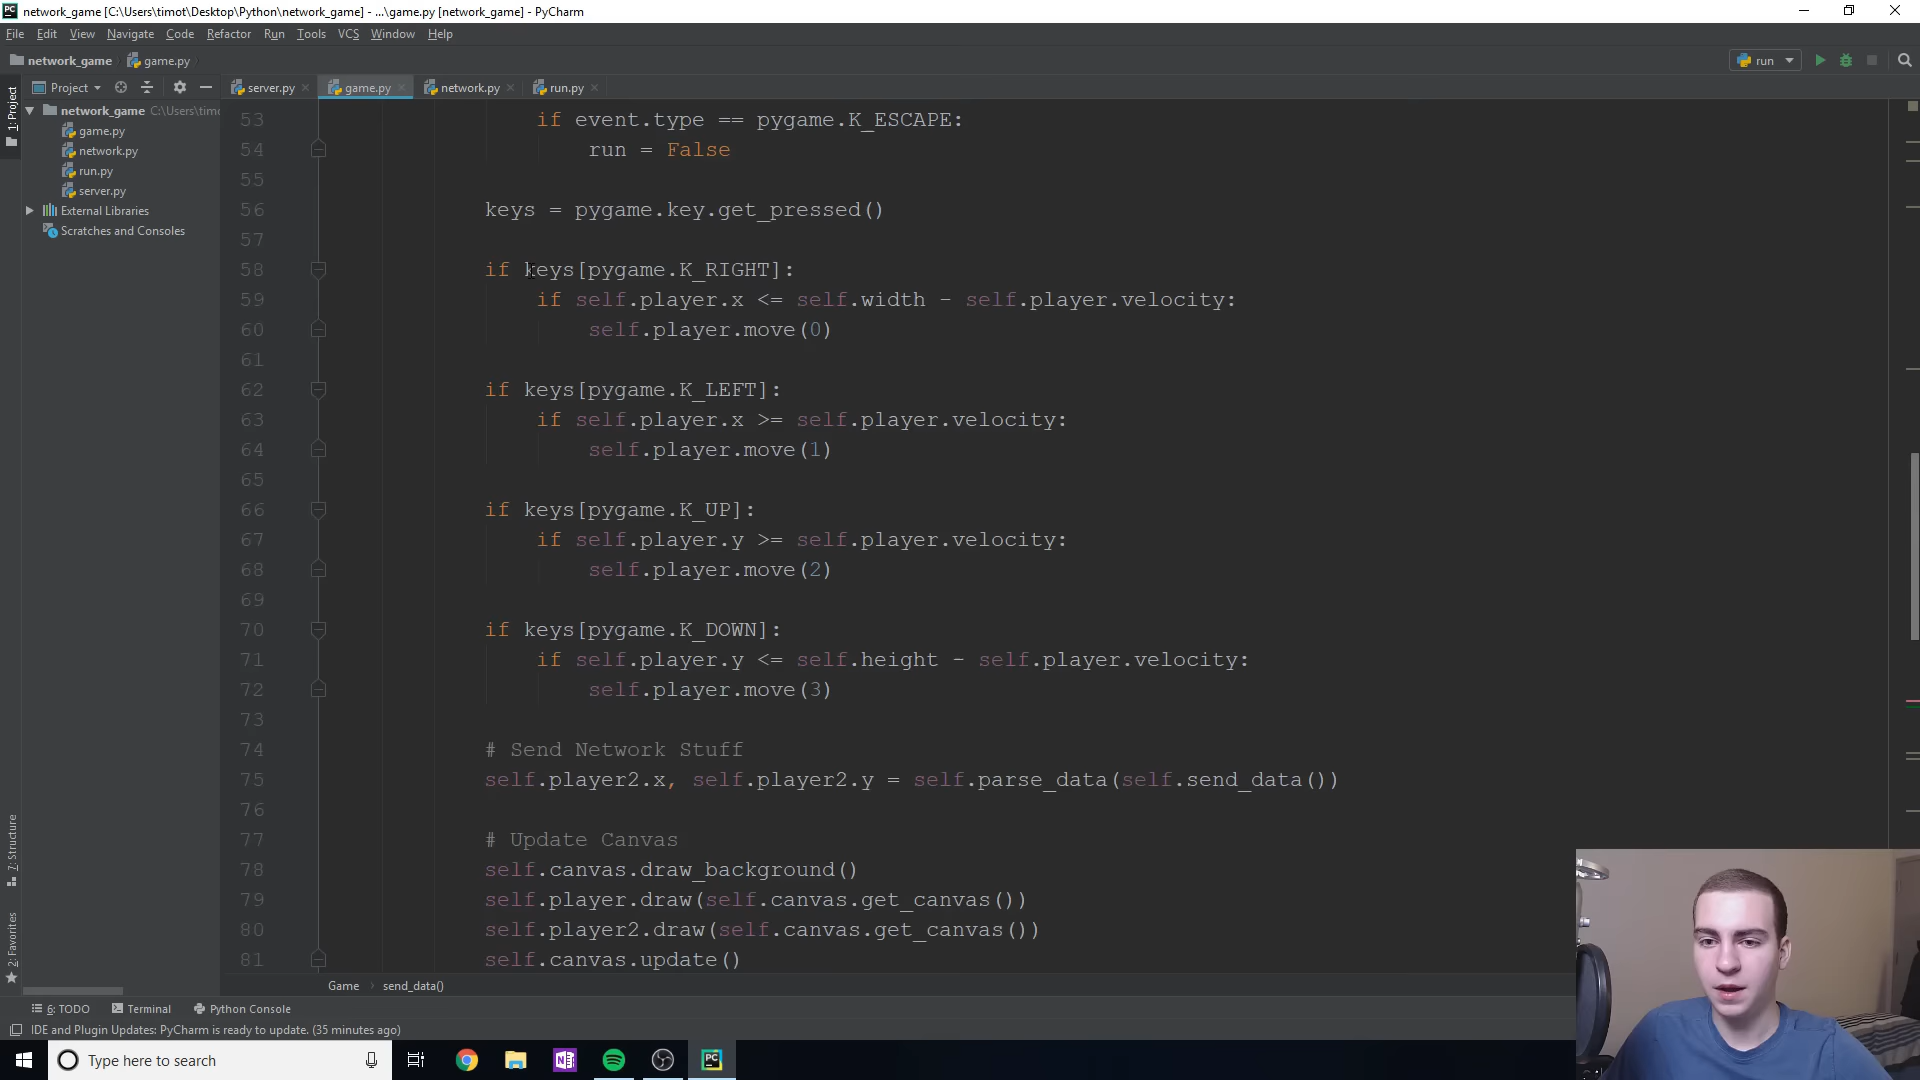 network_game [C:\Users\timot\Desktop\Python\network_game] - ...\game.py [network_game] - PyCharm
File Edit View Navigate Code Refactor Run Tools VCS Window Help
network_game game.py run
1: Project
Project
server.py game.py network.py run.py
network_game C:\Users\timo
game.py
network.py
run.py
server.py
External Libraries
Scratches and Consoles
53 if event.type == pygame.K_ESCAPE:
54 run = False
55
56 keys = pygame.key.get_pressed()
57
58 if keys[pygame.K_RIGHT]:
59 if self.player.x <= self.width - self.player.velocity:
60 self.player.move(0)
61
62 if keys[pygame.K_LEFT]:
63 if self.player.x >= self.player.velocity:
64 self.player.move(1)
65
66 if keys[pygame.K_UP]:
67 if self.player.y >= self.player.velocity:
68 self.player.move(2)
69
70 if keys[pygame.K_DOWN]:
71 if self.player.y <= self.height - self.player.velocity:
72 self.player.move(3)
73
74 # Send Network Stuff
75 self.player2.x, self.player2.y = self.parse_data(self.send_data())
76
77 # Update Canvas
78 self.canvas.draw_background()
79 self.player.draw(self.canvas.get_canvas())
80 self.player2.draw(self.canvas.get_canvas())
81 self.canvas.update()
7: Structure
2: Favorites
Game send_data()
6: TODO Terminal Python Console
IDE and Plugin Updates: PyCharm is ready to update. (35 minutes ago)
Type here to search